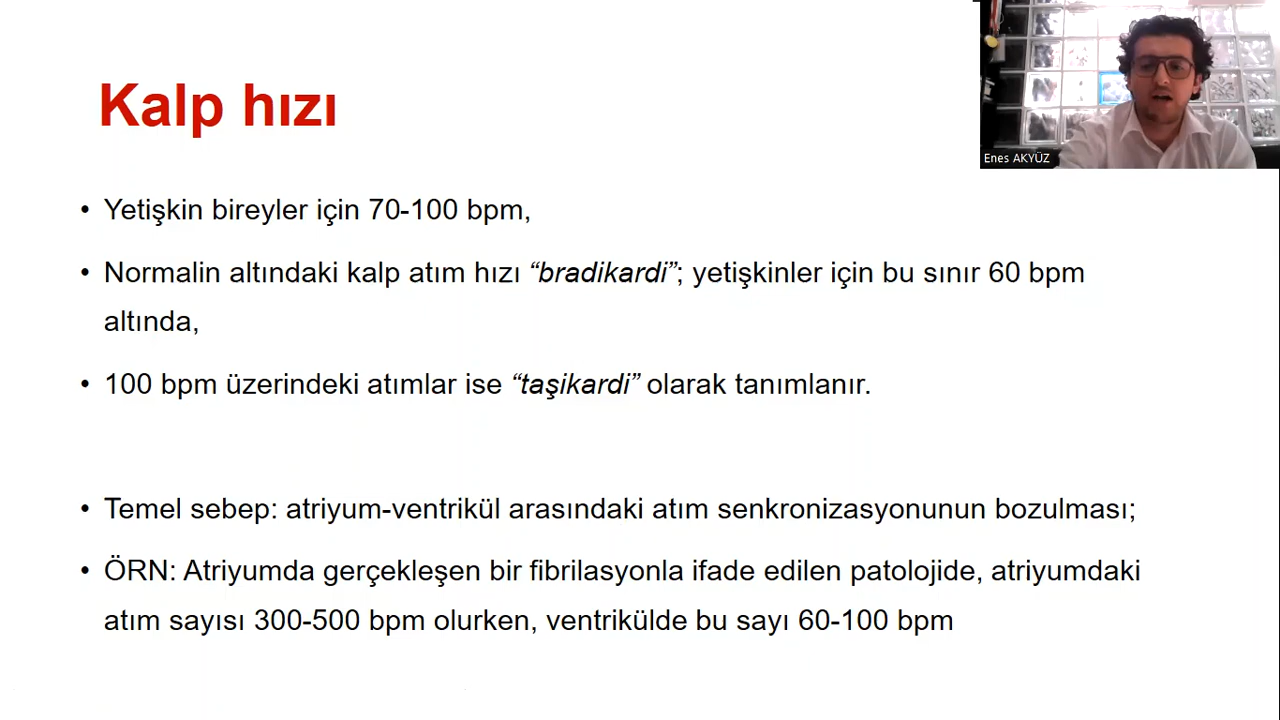 Kalp hızı
Enes AKYÜZ
• Yetişkin bireyler için 70-100 bpm,
• Normalin altındaki kalp atım hızı “bradikardi”; yetişkinler için bu sınır 60 bpm
altında,
• 100 bpm üzerindeki atımlar ise “taşikardi” olarak tanımlanır.
• Temel sebep: atriyum-ventrikül arasındaki atım senkronizasyonunun bozulması;
• ÖRN: Atriyumda gerçekleşen bir fibrilasyonla ifade edilen patolojide, atriyumdaki
atım sayısı 300-500 bpm olurken, ventrikülde bu sayı 60-100 bpm